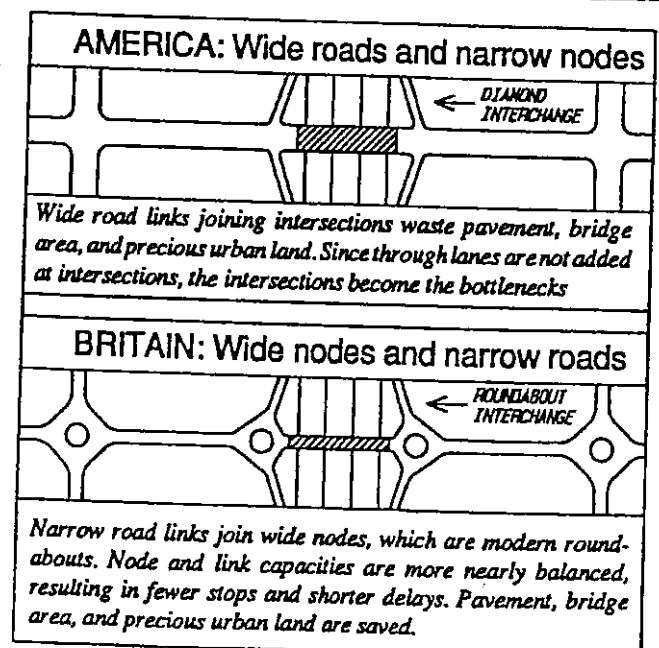 AMERICA: Wide roads and narrow nodes
DIAMOND
INTERCHANGE
Wide road links joining intersections waste pavement, bridge
area, and precious urban land. Since through lanes are not added
at intersections, the intersections become the bottlenecks
BRITAIN: Wide nodes and narrow roads
ROUNDABOUT
INTERCHANGE
Narrow road links join wide nodes, which are modern round-
abouts. Node and link capacities are more nearly balanced,
resulting in fewer stops and shorter delays. Pavement, bridge
area, and precious urban land are saved.